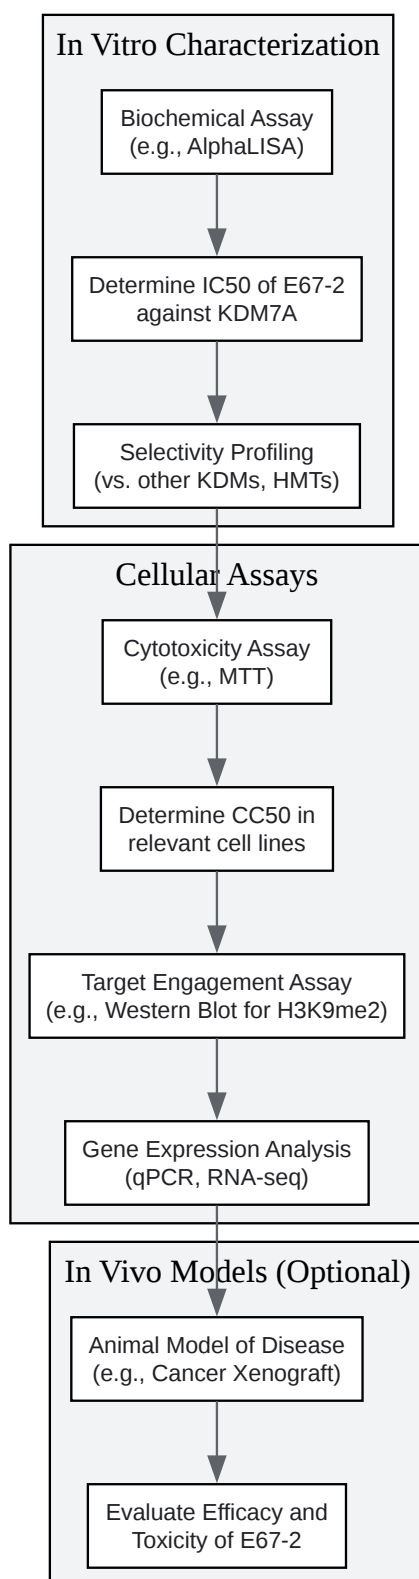 In Vitro Characterization
Biochemical Assay
(e.g., AlphaLISA)
Determine IC50 of E67-2
against KDM7A
Selectivity Profiling
(vs. other KDMs, HMTs)
Cellular Assays
Cytotoxicity Assay
(e.g., MTT)
Determine CC50 in
relevant cell lines
Target Engagement Assay
(e.g., Western Blot for H3K9me2)
Gene Expression Analysis
(qPCR, RNA-seq)
In Vivo Models (Optional)
Animal Model of Disease
(e.g., Cancer Xenograft)
Evaluate Efficacy and
Toxicity of E67-2